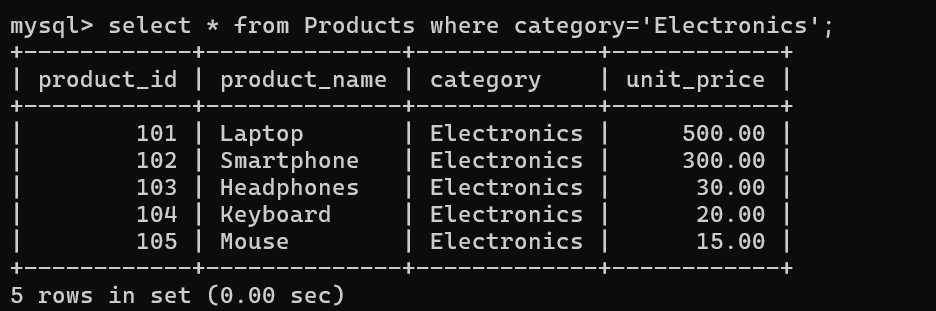 mysql> select * from Products where category='Electronics';
+------------+--------------+-------------+------------+
| product_id | product_name | category    | unit_price |
+------------+--------------+-------------+------------+
|        101 | Laptop       | Electronics |     500.00 |
|        102 | Smartphone   | Electronics |     300.00 |
|        103 | Headphones   | Electronics |      30.00 |
|        104 | Keyboard     | Electronics |      20.00 |
|        105 | Mouse        | Electronics |      15.00 |
+------------+--------------+-------------+------------+
5 rows in set (0.00 sec)